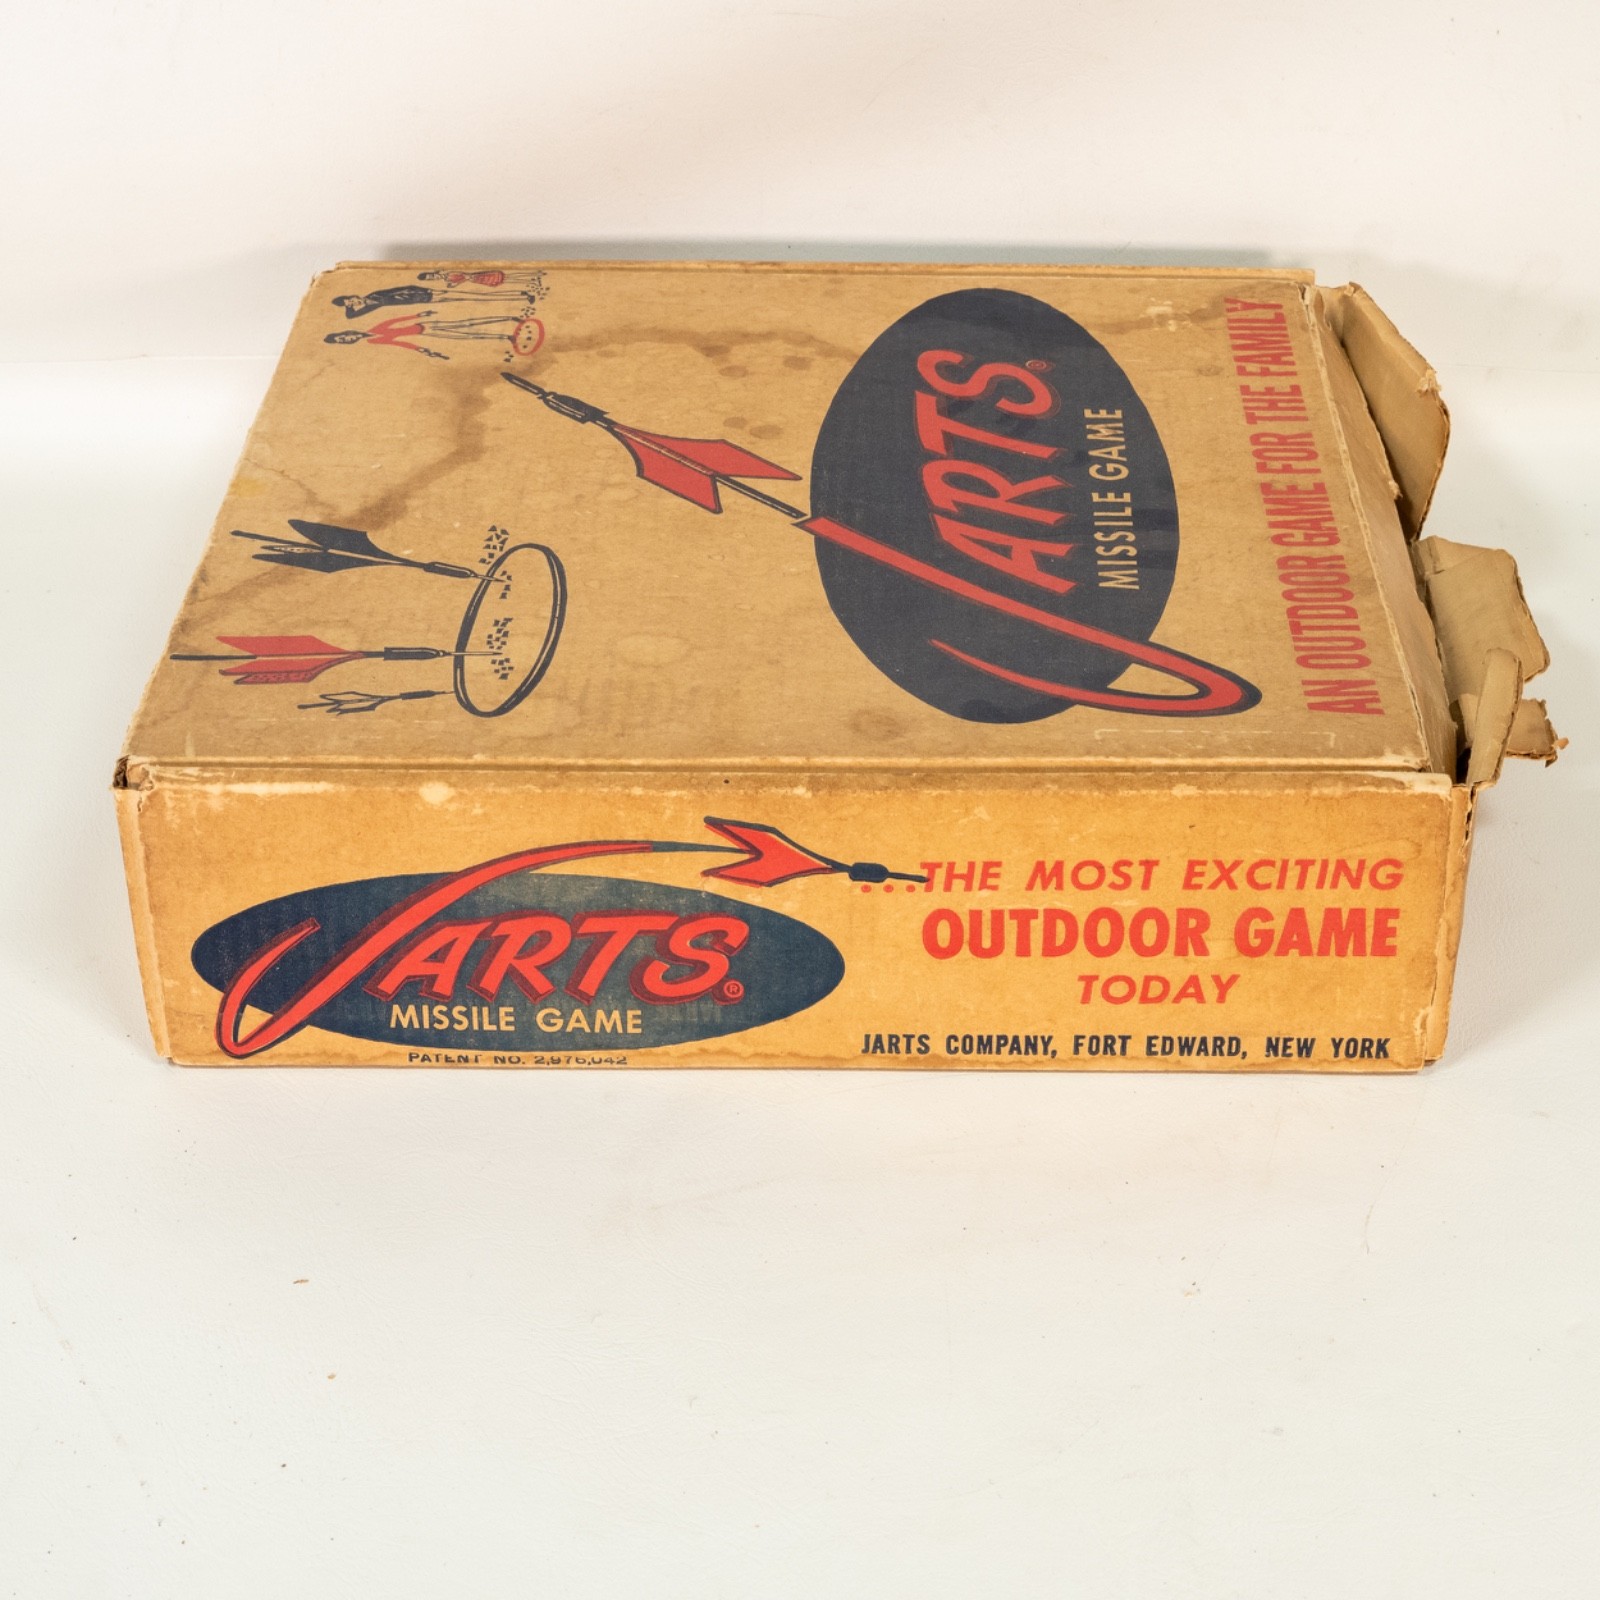 JARTS®
MISSILE GAME
AN OUTDOOR GAME FOR THE FAMILY
JARTS®
MISSILE GAME
PATENT NO. 2,976,042
...THE MOST EXCITING
OUTDOOR GAME
TODAY
JARTS COMPANY, FORT EDWARD, NEW YORK